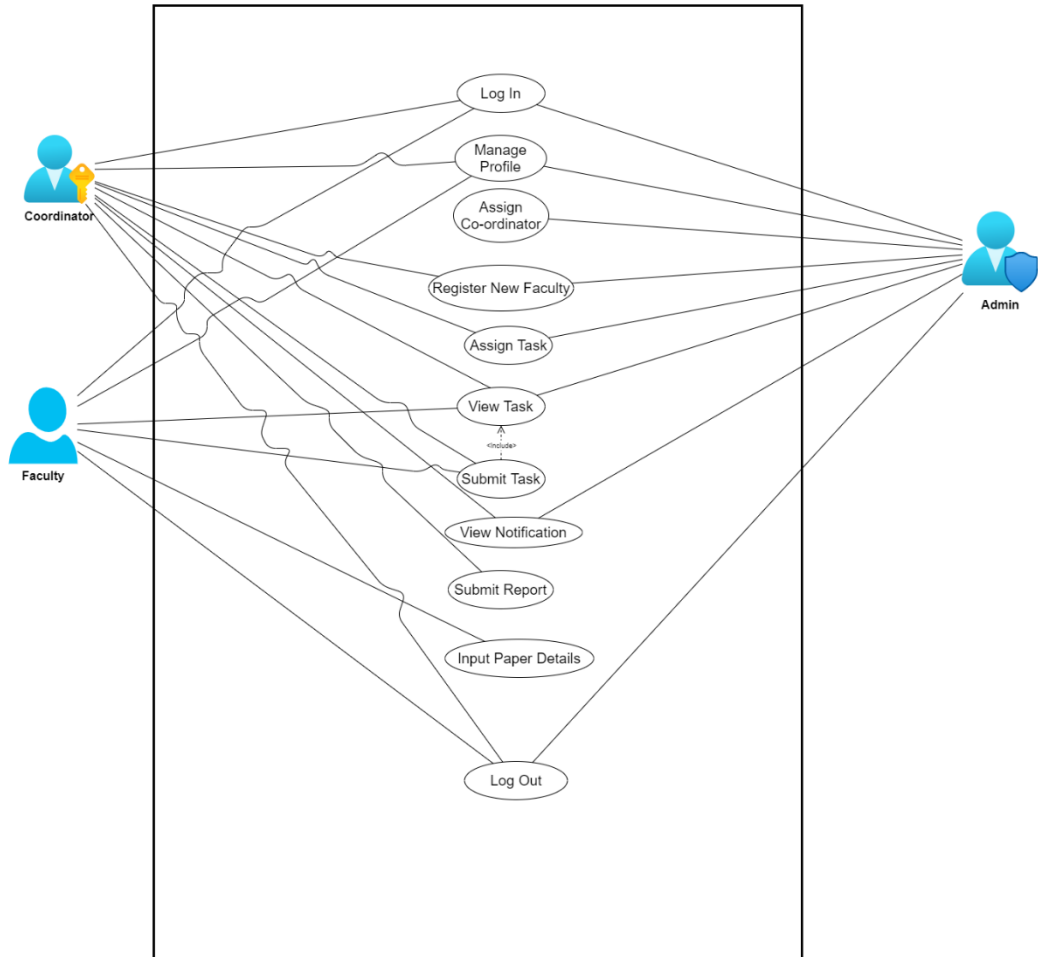 Log In
Coordinator
Manage
Profile
Assign
Co-ordinator
Admin
Register New Faculty
Assign Task
View Task
<Include>
Faculty
Submit Task
View Notification
Submit Report
Input Paper Details
Log Out